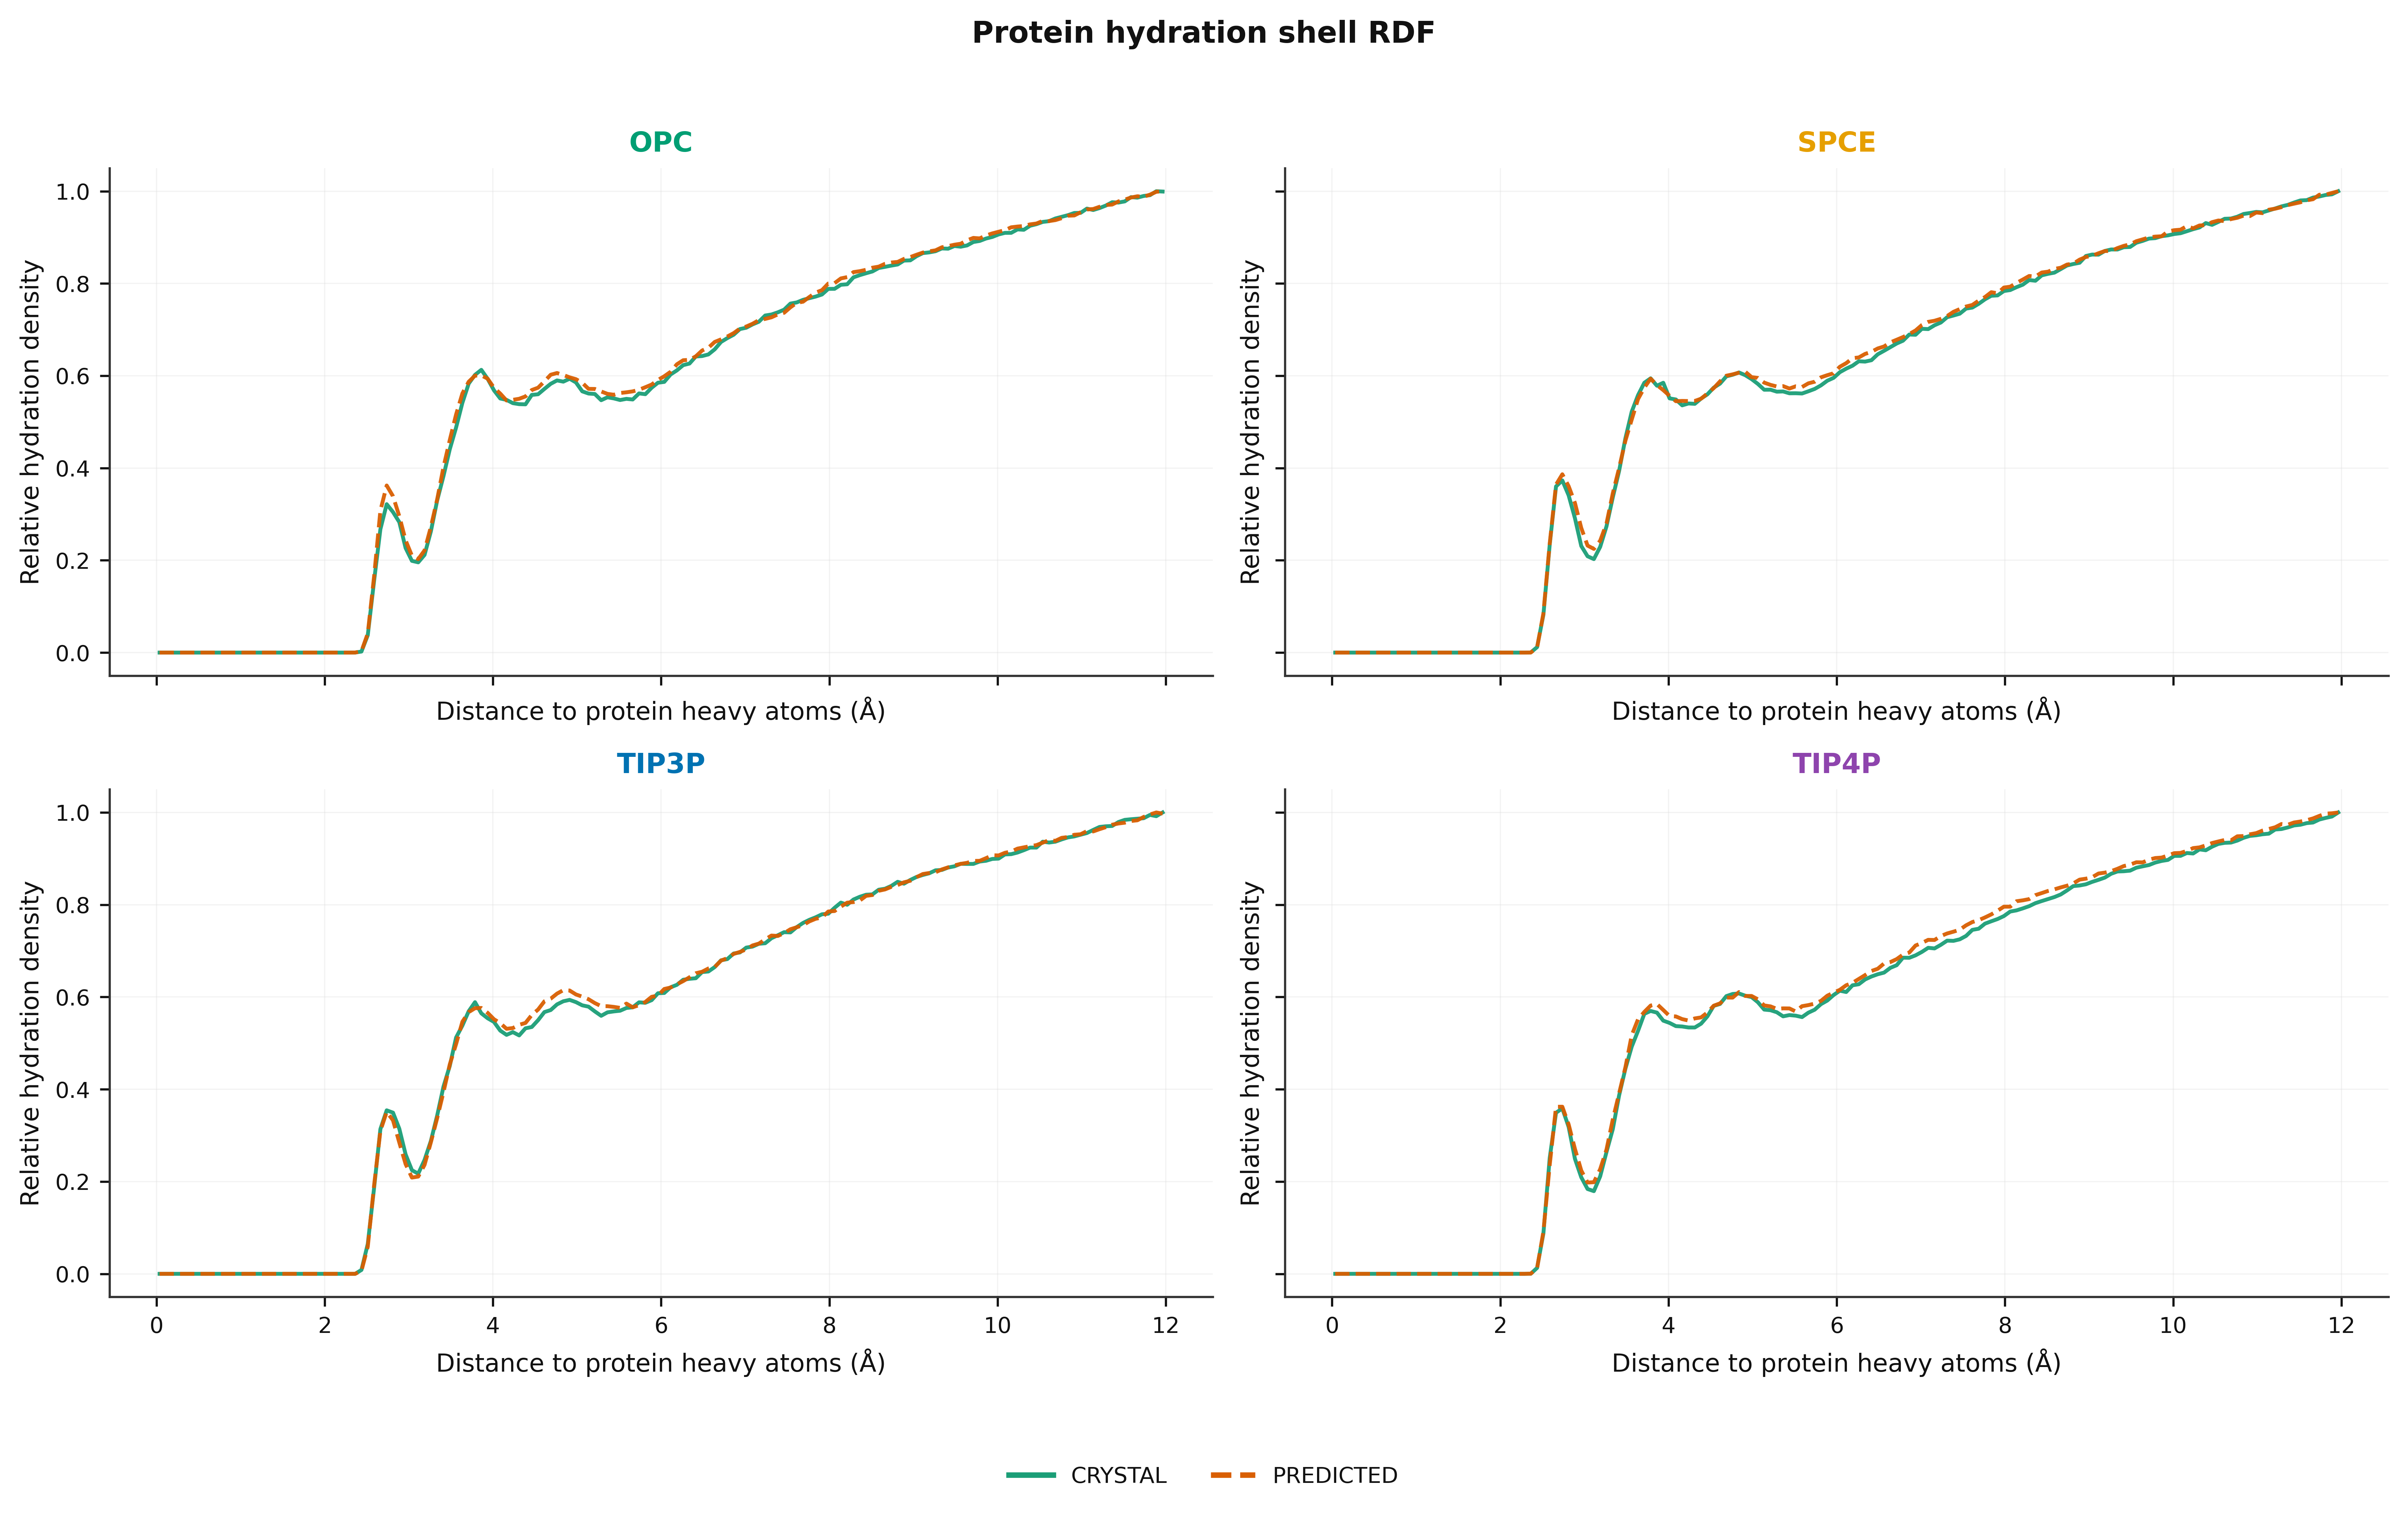 Protein hydration shell RDF
OPC
SPCE
1.0
0.8
0.6
0.4
0.2
0.0
Relative hydration density
Relative hydration density
Distance to protein heavy atoms (Å)
Distance to protein heavy atoms (Å)
TIP3P
TIP4P
1.0
0.8
0.6
0.4
0.2
0.0
Relative hydration density
Relative hydration density
0 2 4 6 8 10 12
0 2 4 6 8 10 12
Distance to protein heavy atoms (Å)
Distance to protein heavy atoms (Å)
CRYSTAL PREDICTED